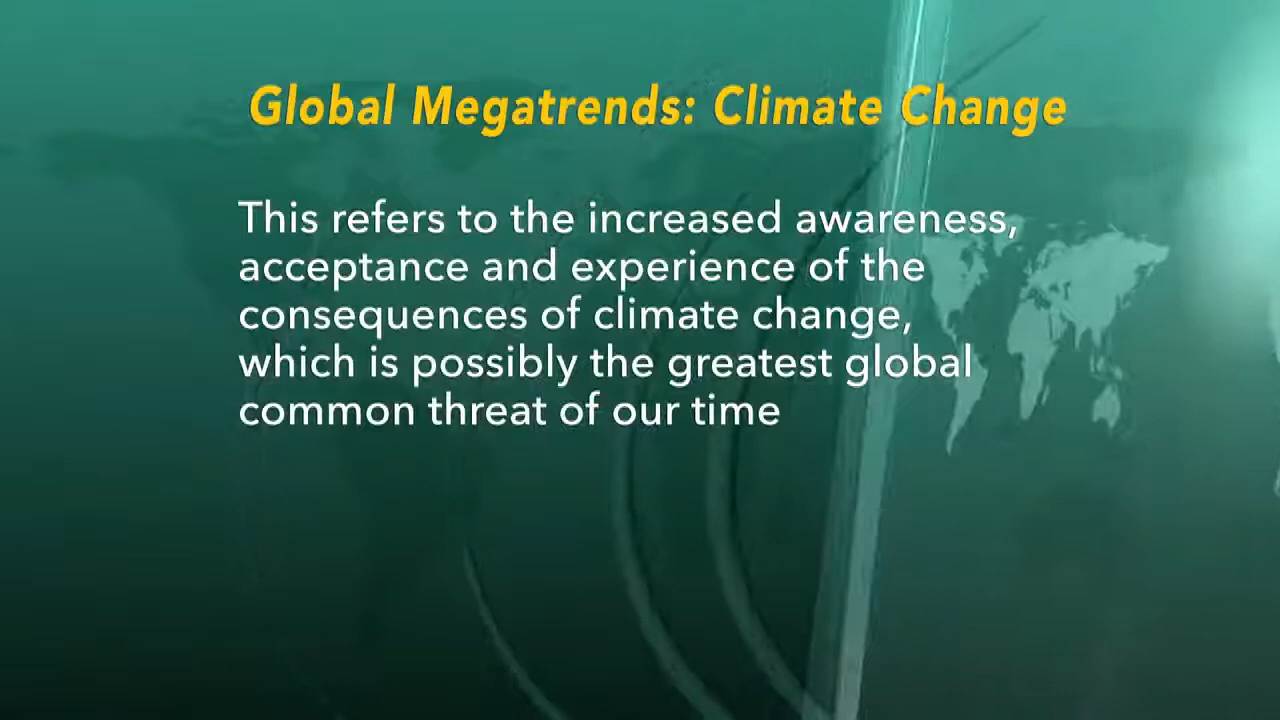 Global Megatrends: Climate Change
This refers to the increased awareness,
acceptance and experience of the
consequences of climate change,
which is possibly the greatest global
common threat of our time